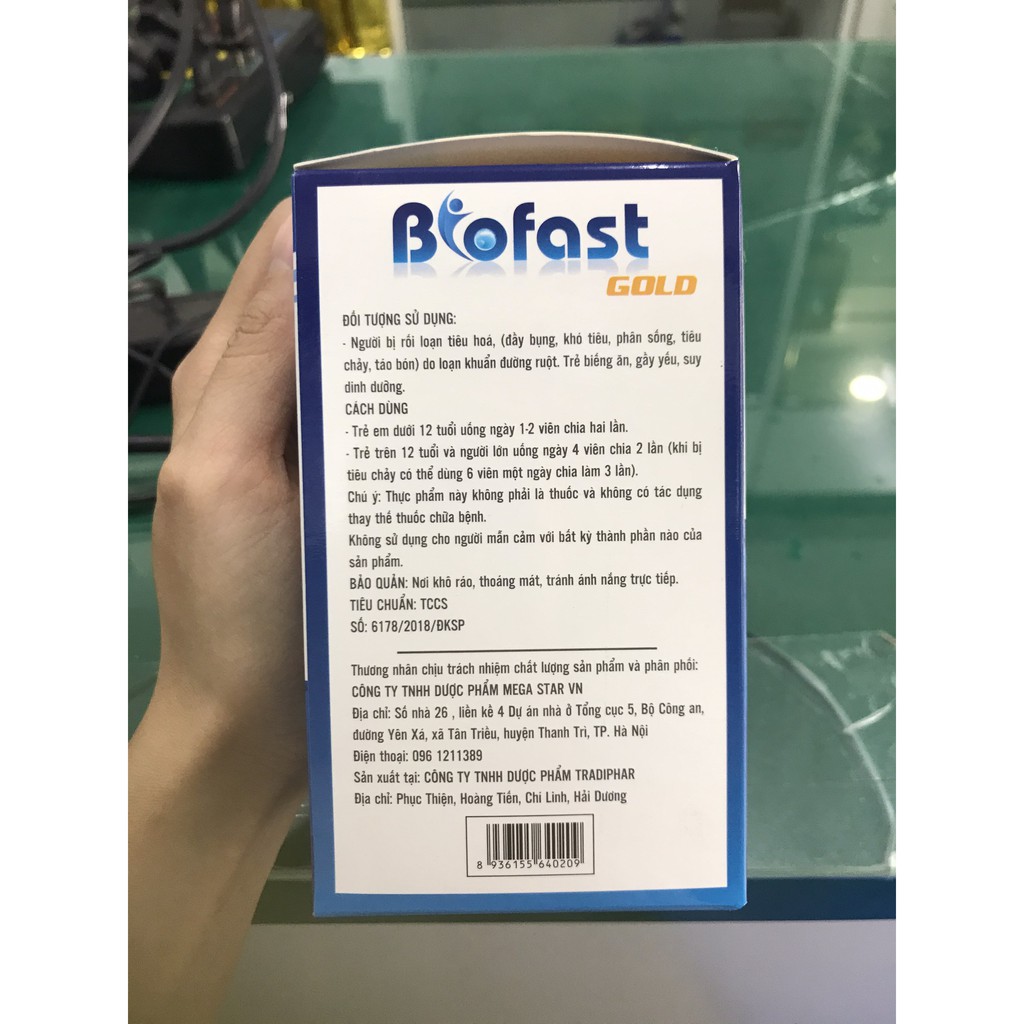 Biofast
GOLD
ĐỐI TƯỢNG SỬ DỤNG:
- Người bị rối loạn tiêu hoá, (đầy bụng, khó tiêu, phân sống, tiêu
chảy, táo bón) do loạn khuẩn đường ruột. Trẻ biếng ăn, gầy yếu, suy
dinh dưỡng.
CÁCH DÙNG
- Trẻ em dưới 12 tuổi uống ngày 1-2 viên chia hai lần.
- Trẻ trên 12 tuổi và người lớn uống ngày 4 viên chia 2 lần (khi bị
tiêu chảy có thể dùng 6 viên một ngày chia làm 3 lần).
Chú ý: Thực phẩm này không phải là thuốc và không có tác dụng
thay thế thuốc chữa bệnh.
Không sử dụng cho người mẫn cảm với bất kỳ thành phần nào của
sản phẩm.
BẢO QUẢN: Nơi khô ráo, thoáng mát, tránh ánh nắng trực tiếp.
TIÊU CHUẨN: TCCS
SỐ: 6178/2018/ĐKSP
Thương nhân chịu trách nhiệm chất lượng sản phẩm và phân phối:
CÔNG TY TNHH DƯỢC PHẨM MEGA STAR VN
Địa chỉ: Số nhà 26 , liền kề 4 Dự án nhà ở Tổng cục 5, Bộ Công an,
đường Yên Xá, xã Tân Triều, huyện Thanh Trì, TP. Hà Nội
Điện thoại: 096 1211389
Sản xuất tại: CÔNG TY TNHH DƯỢC PHẨM TRADIPHAR
Địa chỉ: Phục Thiện, Hoàng Tiến, Chi Linh, Hải Dương
8 936155 640209